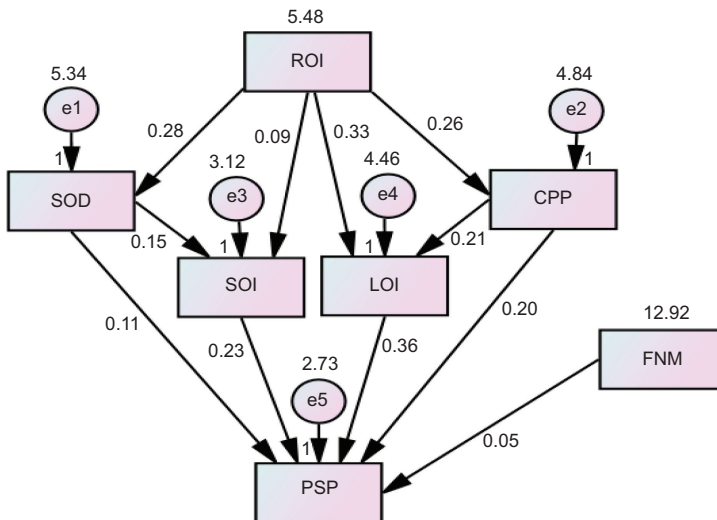 5.48
ROI
5.34
e1
4.84
e2
0.28
0.09
0.33
0.26
1
3.12
4.46
1
SOD
e3
e4
CPP
0.15
1
1
0.21
SOI
LOI
0.11
0.20
12.92
0.23
2.73
0.36
FNM
e5
1
0.05
PSP